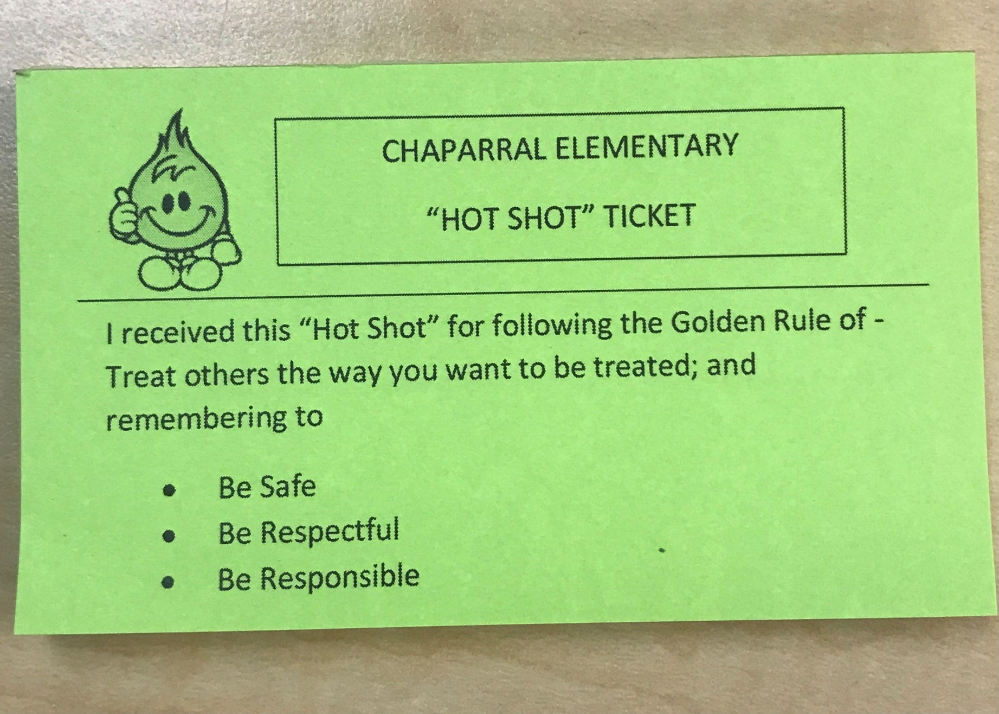 CHAPARRAL ELEMENTARY
“HOT SHOT” TICKET
I received this “Hot Shot” for following the Golden Rule of -
Treat others the way you want to be treated; and
remembering to
• Be Safe
• Be Respectful
• Be Responsible